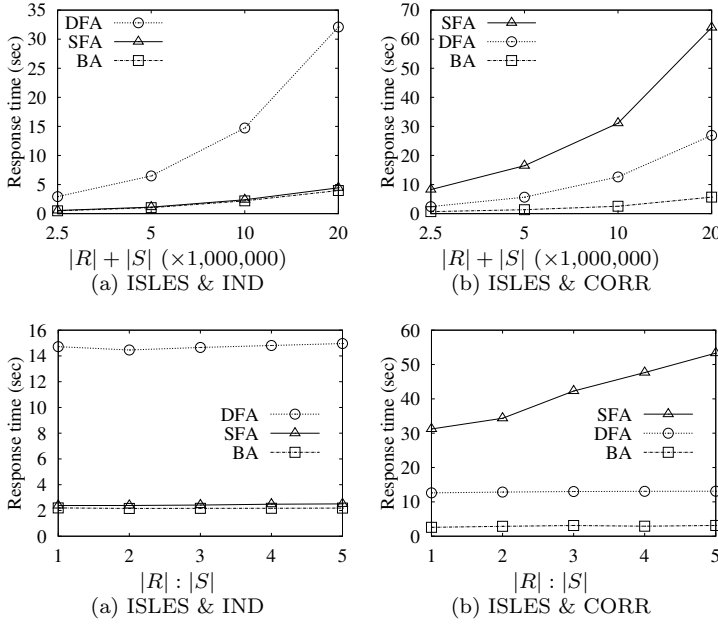 Response time (sec)
35
30
25
20
15
10
5
0
DFA
SFA
BA
2.5 5 10 20
|R| + |S| (×1,000,000)
(a) ISLES & IND
Response time (sec)
70
60
50
40
30
20
10
0
SFA
DFA
BA
2.5 5 10 20
|R| + |S| (×1,000,000)
(b) ISLES & CORR
Response time (sec)
16
14
12
10
8
6
4
2
0
DFA
SFA
BA
1 2 3 4 5
|R| : |S|
(a) ISLES & IND
Response time (sec)
60
50
40
30
20
10
0
SFA
DFA
BA
1 2 3 4 5
|R| : |S|
(b) ISLES & CORR